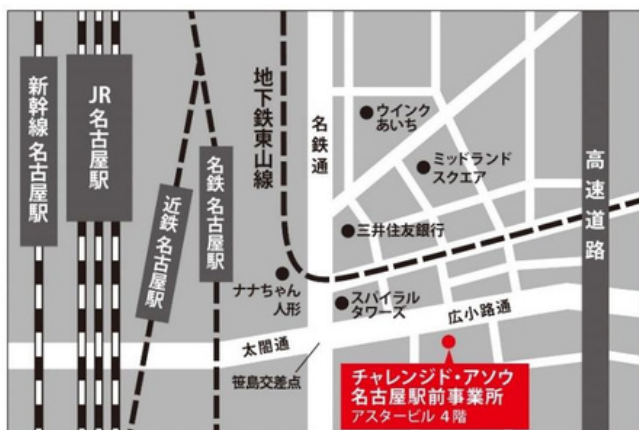 新幹線 名古屋駅
JR
名古屋駅
近鉄 名古屋駅
名鉄 名古屋駅
地下鉄東山線
名鉄通
ウインク
あいち
ミッドランド
スクエア
高速道路
三井住友銀行
ナナちゃん
人形
スパイラル
タワーズ
広小路通
太閤通
笹島交差点
チャレンジド・アソウ
名古屋駅前事業所
アスタービル 4階